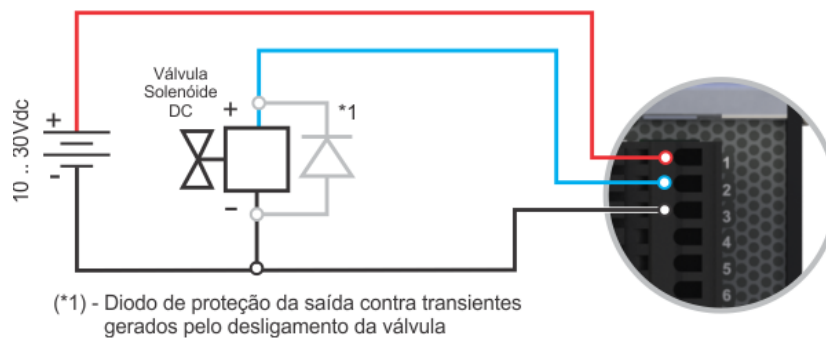 Válvula
Solenóide
DC
+
*1
+
10 .. 30Vdc
-
–
1
2
3
4
5
6
(*1) - Diodo de proteção da saída contra transientes
gerados pelo desligamento da válvula